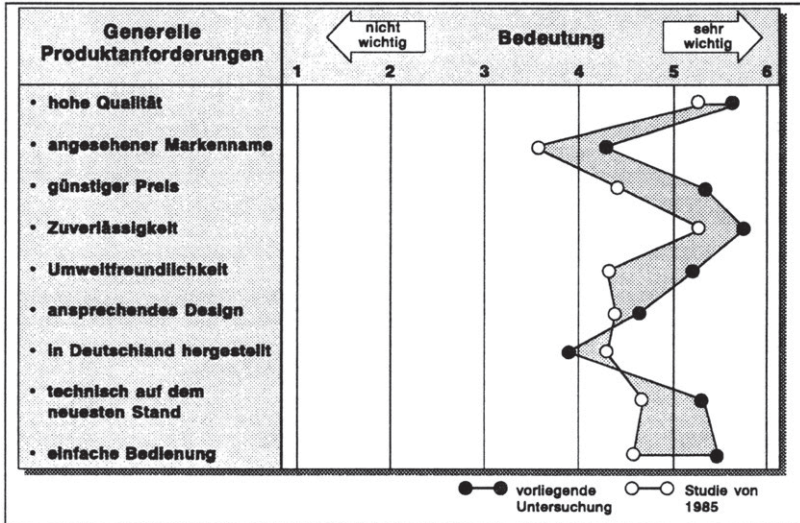 Generelle
Produktanforderungen
nicht
wichtig
Bedeutung
sehr
wichtig
1 2 3 4 5 6
• hohe Qualität
• angesehener Markenname
• günstiger Preis
• Zuverlässigkeit
• Umweltfreundlichkeit
• ansprechendes Design
• in Deutschland hergestellt
• technisch auf dem
neuesten Stand
• einfache Bedienung
vorliegende
Untersuchung
Studie von
1985